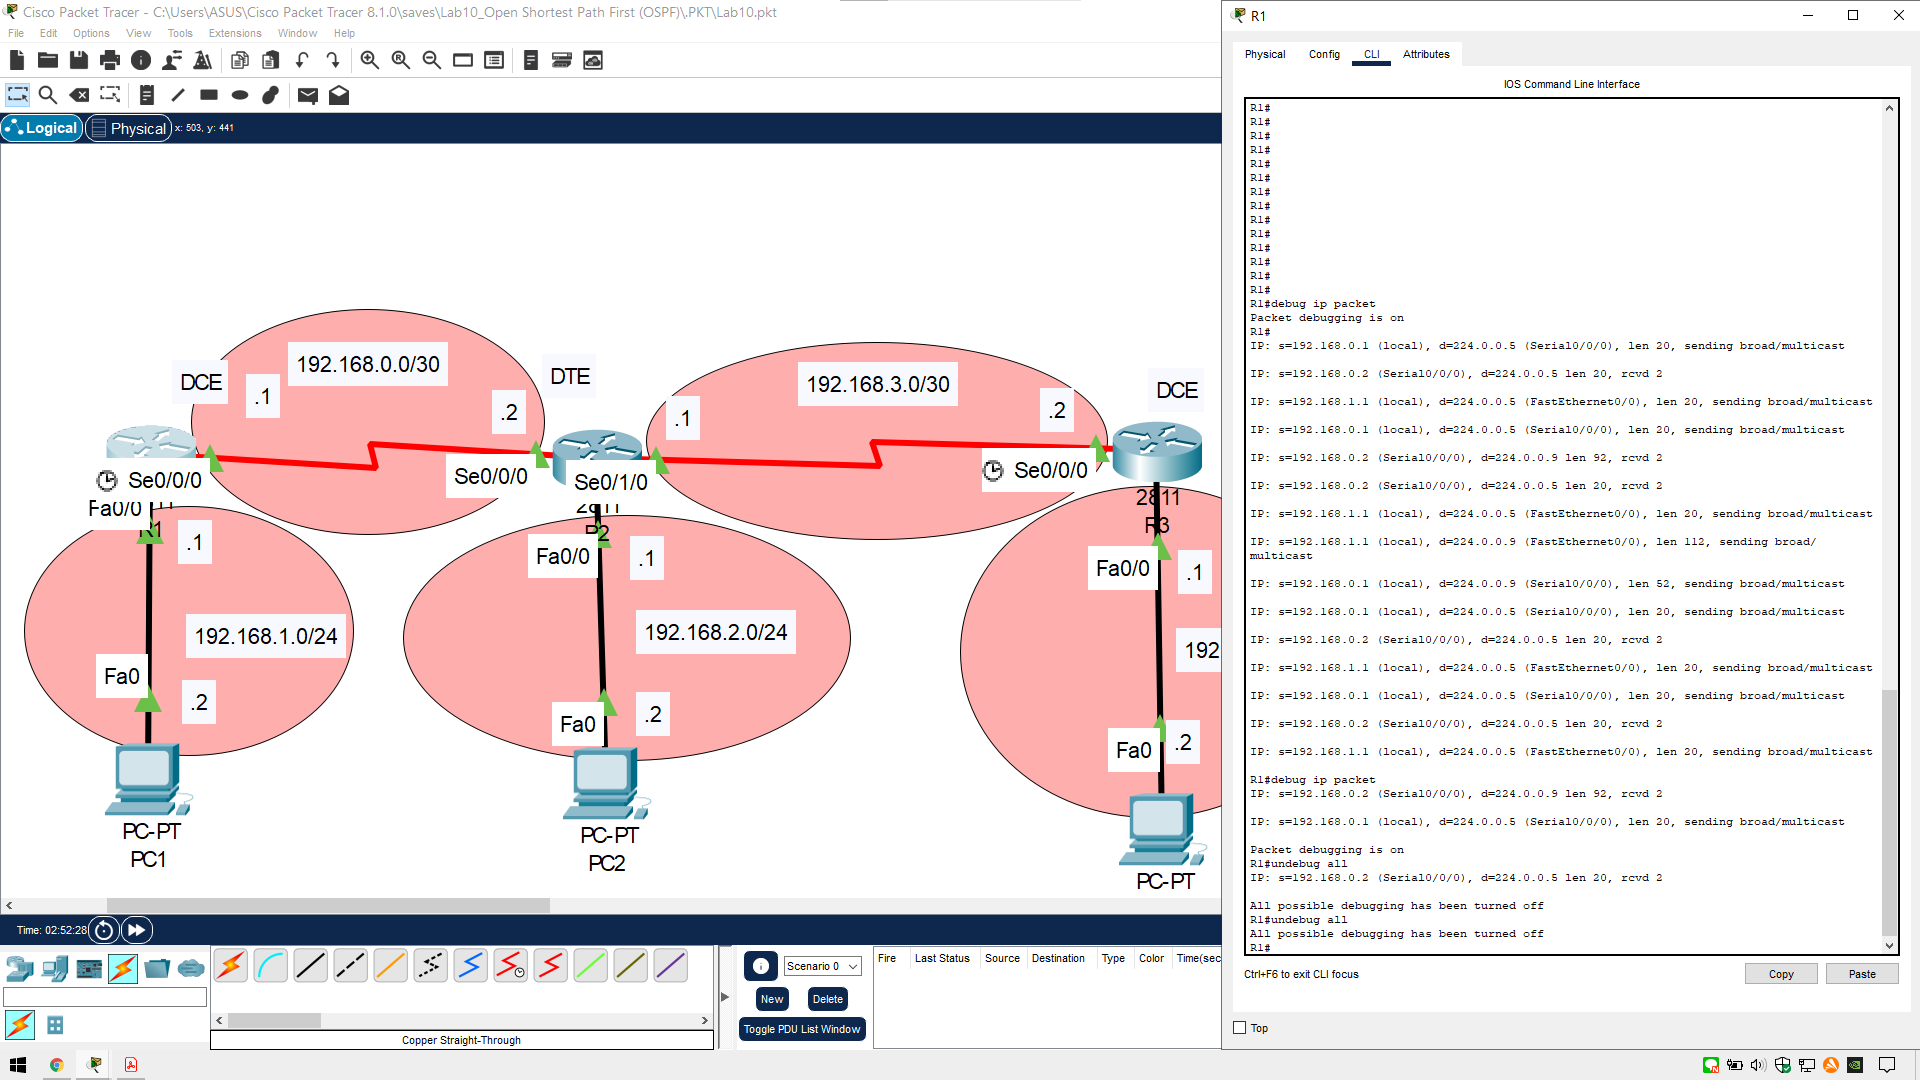 Cisco Packet Tracer - C:\Users\ASUS\Cisco Packet Tracer 8.1.0\saves\Lab10_Open Shortest Path First (OSPF)\.PKT\Lab10.pkt
File Edit Options View Tools Extensions Window Help
Logical Physical x: 503, y: 441
192.168.0.0/30
DCE
.1
.2
DTE
192.168.3.0/30
.1
.2
DCE
Se0/0/0
Se0/0/0
Se0/1/0
Se0/0/0
Fa0/0
R1
2811
R2
2811
R3
.1
Fa0/0
.1
Fa0/0
.1
192.168.1.0/24
192.168.2.0/24
192
Fa0
.2
Fa0
.2
Fa0
.2
PC-PT
PC1
PC-PT
PC2
PC-PT
Time: 02:52:28
Copper Straight-Through
Scenario 0
New Delete
Toggle PDU List Window
Fire Last Status Source Destination Type Color Time(sec
R1
Physical Config CLI Attributes
IOS Command Line Interface
R1#
R1#
R1#
R1#
R1#
R1#
R1#
R1#
R1#
R1#
R1#
R1#
R1#
R1#
R1#debug ip packet
Packet debugging is on
R1#
IP: s=192.168.0.1 (local), d=224.0.0.5 (Serial0/0/0), len 20, sending broad/multicast
IP: s=192.168.0.2 (Serial0/0/0), d=224.0.0.5 len 20, rcvd 2
IP: s=192.168.1.1 (local), d=224.0.0.5 (FastEthernet0/0), len 20, sending broad/multicast
IP: s=192.168.0.1 (local), d=224.0.0.5 (Serial0/0/0), len 20, sending broad/multicast
IP: s=192.168.0.2 (Serial0/0/0), d=224.0.0.9 len 92, rcvd 2
IP: s=192.168.0.2 (Serial0/0/0), d=224.0.0.5 len 20, rcvd 2
IP: s=192.168.1.1 (local), d=224.0.0.5 (FastEthernet0/0), len 20, sending broad/multicast
IP: s=192.168.1.1 (local), d=224.0.0.9 (FastEthernet0/0), len 112, sending broad/
multicast
IP: s=192.168.0.1 (local), d=224.0.0.9 (Serial0/0/0), len 52, sending broad/multicast
IP: s=192.168.0.1 (local), d=224.0.0.5 (Serial0/0/0), len 20, sending broad/multicast
IP: s=192.168.0.2 (Serial0/0/0), d=224.0.0.5 len 20, rcvd 2
IP: s=192.168.1.1 (local), d=224.0.0.5 (FastEthernet0/0), len 20, sending broad/multicast
IP: s=192.168.0.1 (local), d=224.0.0.5 (Serial0/0/0), len 20, sending broad/multicast
IP: s=192.168.0.2 (Serial0/0/0), d=224.0.0.5 len 20, rcvd 2
IP: s=192.168.1.1 (local), d=224.0.0.5 (FastEthernet0/0), len 20, sending broad/multicast
R1#debug ip packet
IP: s=192.168.0.2 (Serial0/0/0), d=224.0.0.9 len 92, rcvd 2
IP: s=192.168.0.1 (local), d=224.0.0.5 (Serial0/0/0), len 20, sending broad/multicast
Packet debugging is on
R1#undebug all
IP: s=192.168.0.2 (Serial0/0/0), d=224.0.0.5 len 20, rcvd 2
All possible debugging has been turned off
R1#undebug all
All possible debugging has been turned off
R1#
Ctrl+F6 to exit CLI focus
Copy Paste
Top